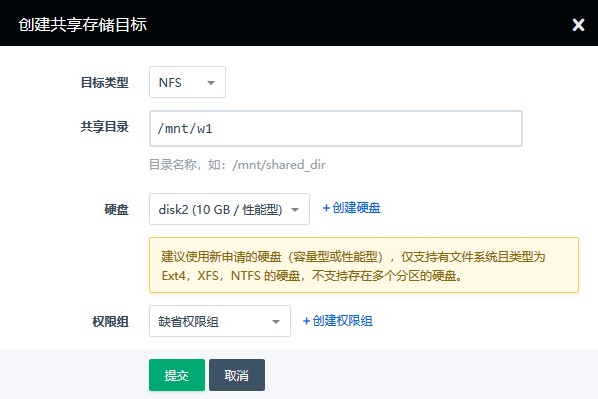 创建共享存储目标
目标类型 NFS
共享目录 /mnt/w1
目录名称，如：/mnt/shared_dir
硬盘 disk2 (10 GB / 性能型) +创建硬盘
建议使用新申请的硬盘（容量型或性能型），仅支持有文件系统且类型为
Ext4，XFS，NTFS 的硬盘，不支持存在多个分区的硬盘。
权限组 缺省权限组 +创建权限组
提交 取消